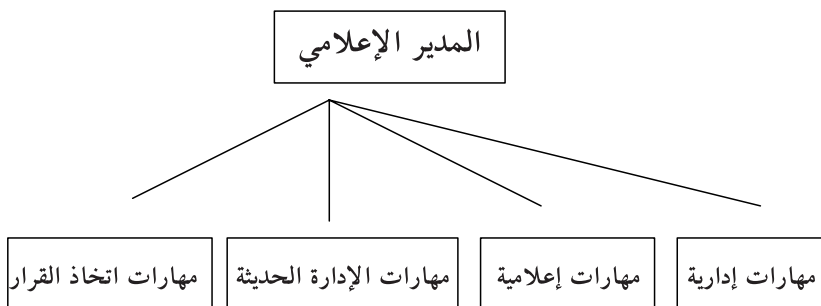 المدير الإعلامي
مهارات إدارية
مهارات إعلامية
مهارات الإدارة الحديثة
مهارات اتخاذ القرار